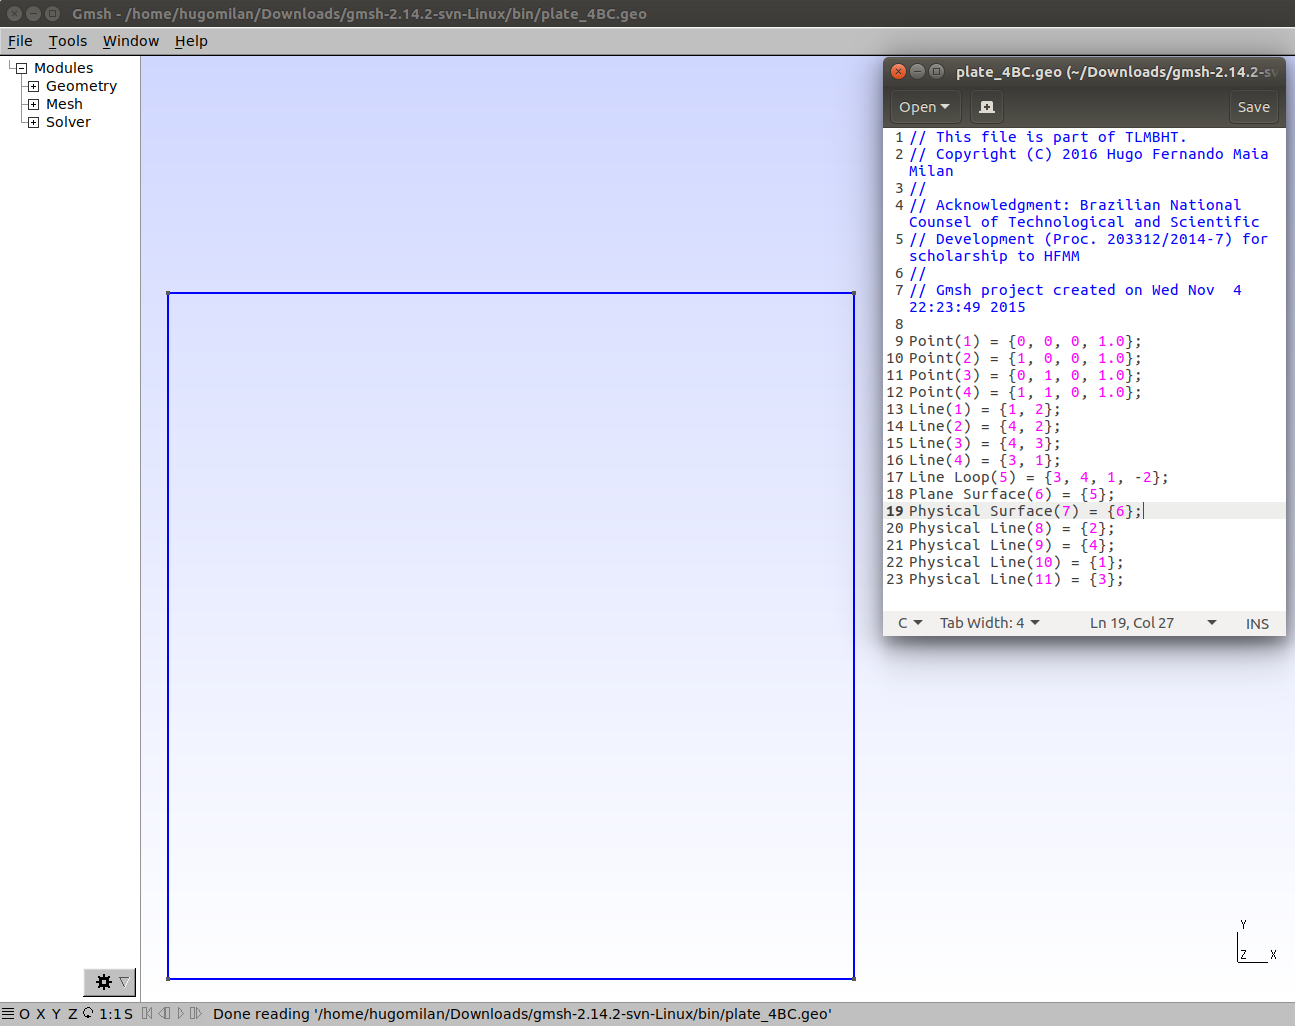 Gmsh - /home/hugomilan/Downloads/gmsh-2.14.2-svn-Linux/bin/plate_4BC.geo
File Tools Window Help
Modules
Geometry
Mesh
Solver
plate_4BC.geo (~/Downloads/gmsh-2.14.2-sv
Open Save
1 // This file is part of TLMBHT.
2 // Copyright (C) 2016 Hugo Fernando Maia
Milan
3 //
4 // Acknowledgment: Brazilian National
Counsel of Technological and Scientific
5 // Development (Proc. 203312/2014-7) for
scholarship to HFMM
6 //
7 // Gmsh project created on Wed Nov  4
22:23:49 2015
8
9 Point(1) = {0, 0, 0, 1.0};
10 Point(2) = {1, 0, 0, 1.0};
11 Point(3) = {0, 1, 0, 1.0};
12 Point(4) = {1, 1, 0, 1.0};
13 Line(1) = {1, 2};
14 Line(2) = {4, 2};
15 Line(3) = {4, 3};
16 Line(4) = {3, 1};
17 Line Loop(5) = {3, 4, 1, -2};
18 Plane Surface(6) = {5};
19 Physical Surface(7) = {6};
20 Physical Line(8) = {2};
21 Physical Line(9) = {4};
22 Physical Line(10) = {1};
23 Physical Line(11) = {3};
C Tab Width: 4 Ln 19, Col 27 INS
Y
Z X
O X Y Z 1:1 S Done reading '/home/hugomilan/Downloads/gmsh-2.14.2-svn-Linux/bin/plate_4BC.geo'